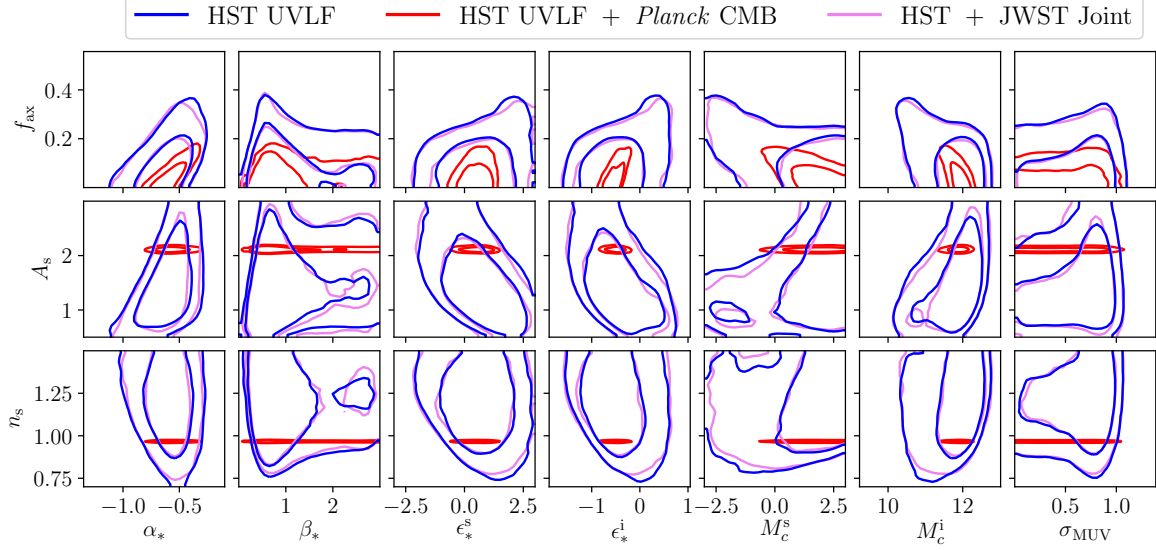 HST UVLF HST UVLF + Planck CMB HST + JWST Joint
f_ax 0.4 0.2
A_s 2 1
n_s 1.25 1.00 0.75
−1.0 −0.5 1 2 −2.5 0.0 2.5 −1 0 1 −2.5 0.0 2.5 10 12 0.5 1.0
α_* β_* ϵ_*^s ϵ_*^i M_c^s M_c^i σ_MUV